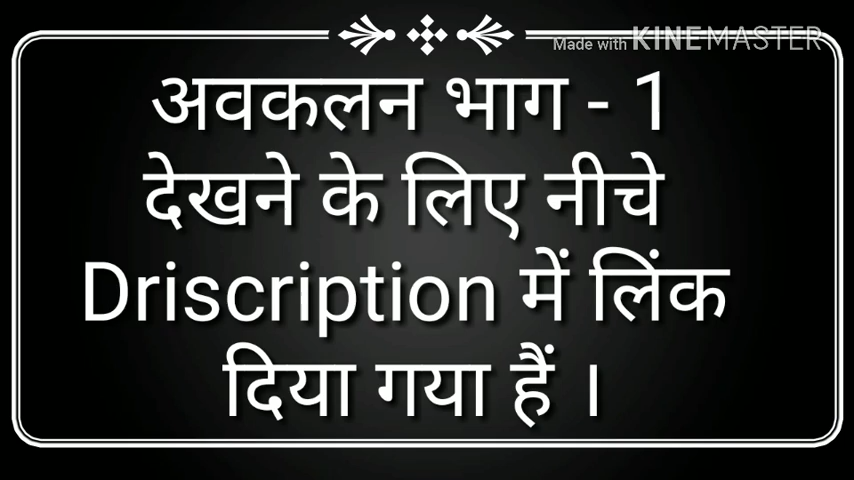 Made with KINEMASTER
अवकलन भाग - 1
देखने के लिए नीचे
Driscription में लिंक
दिया गया हैं ।